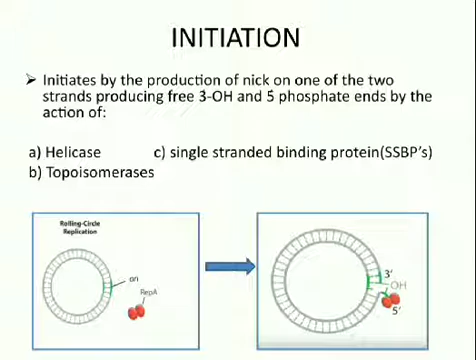 INITIATION
➢ Initiates by the production of nick on one of the two
strands producing free 3-OH and 5 phosphate ends by the
action of:
a) Helicase c) single stranded binding protein(SSBP's)
b) Topoisomerases
Rolling-Circle
Replication
ori
RepA
3'
OH
5'